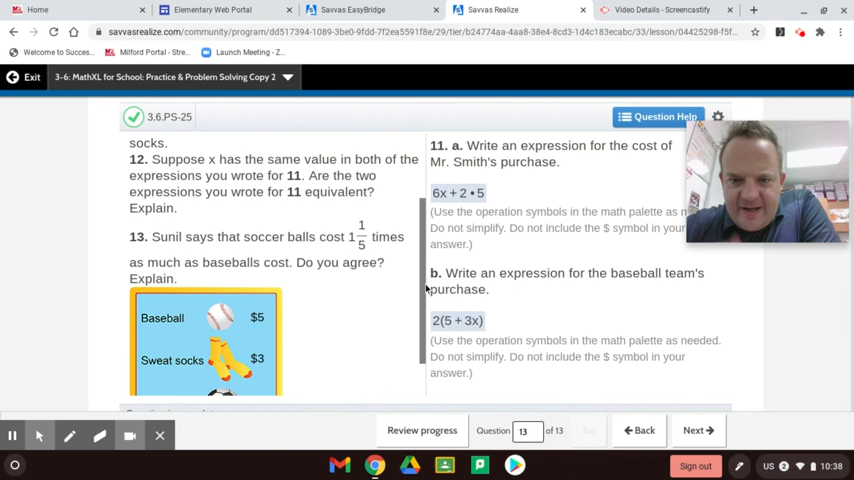 Home
Elementary Web Portal
Savvas EasyBridge
Savvas Realize
Video Details - Screencastify
savvasrealize.com/community/program/dd517394-1089-3be0-9fdd-7f2ea5591f8e/29/tier/b24774aa-4aa8-38e4-8cd3-1d4c183ecabc/33/lesson/04425298-f5f...
Welcome to Succes...
Milford Portal - Stre...
Launch Meeting - Z...
Exit
3-6: MathXL for School: Practice & Problem Solving Copy 2
3.6.PS-25
Question Help
socks.
12. Suppose x has the same value in both of the
expressions you wrote for 11. Are the two
expressions you wrote for 11 equivalent?
Explain.
13. Sunil says that soccer balls cost 1 1/5 times
as much as baseballs cost. Do you agree?
Explain.
Baseball $5
Sweat socks $3
11. a. Write an expression for the cost of
Mr. Smith's purchase.
6x + 2 • 5
(Use the operation symbols in the math palette as
Do not simplify. Do not include the $ symbol in your
answer.)
b. Write an expression for the baseball team's
purchase.
2(5 + 3x)
(Use the operation symbols in the math palette as needed.
Do not simplify. Do not include the $ symbol in your
answer.)
Review progress
Question 13 of 13
Back
Next
Sign out
US 2 10:38